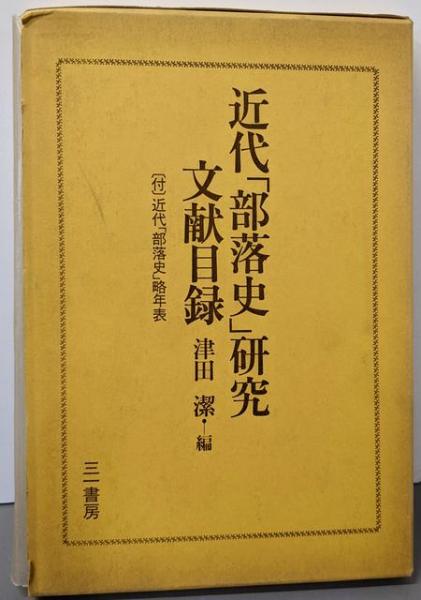 近代「部落史」研究
文献目録
〔付〕近代「部落史」略年表
津田 潔・編
三一書房